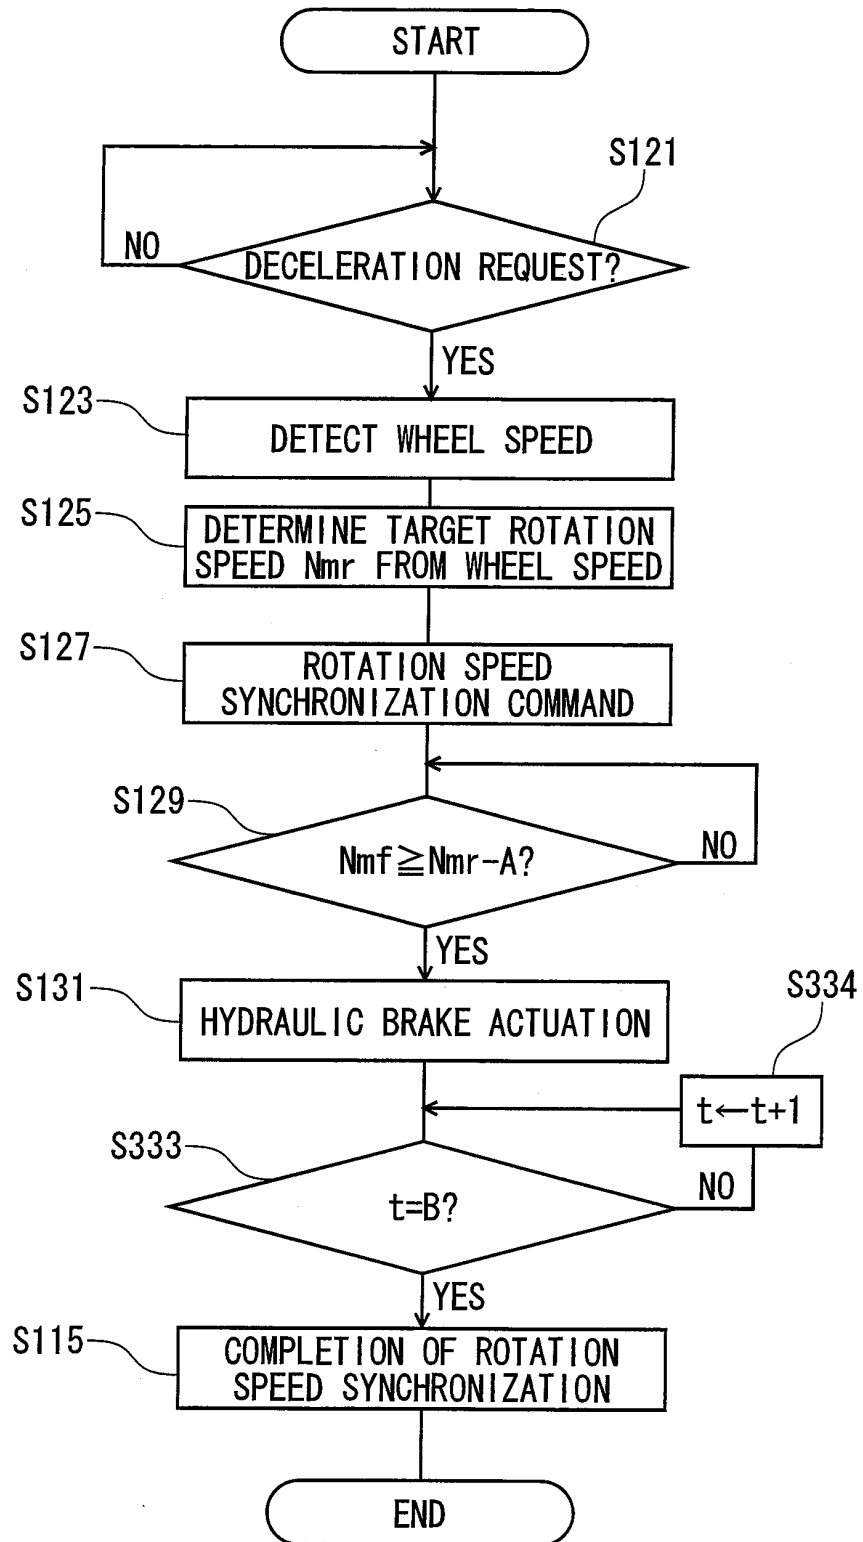 START
S121
NO
DECELERATION REQUEST?
YES
S123
DETECT WHEEL SPEED
S125
DETERMINE TARGET ROTATION
SPEED Nmr FROM WHEEL SPEED
S127
ROTATION SPEED
SYNCHRONIZATION COMMAND
S129
Nmf≧Nmr-A?
NO
YES
S131
HYDRAULIC BRAKE ACTUATION
S334
t←t+1
S333
t=B?
NO
YES
S115
COMPLETION OF ROTATION
SPEED SYNCHRONIZATION
END